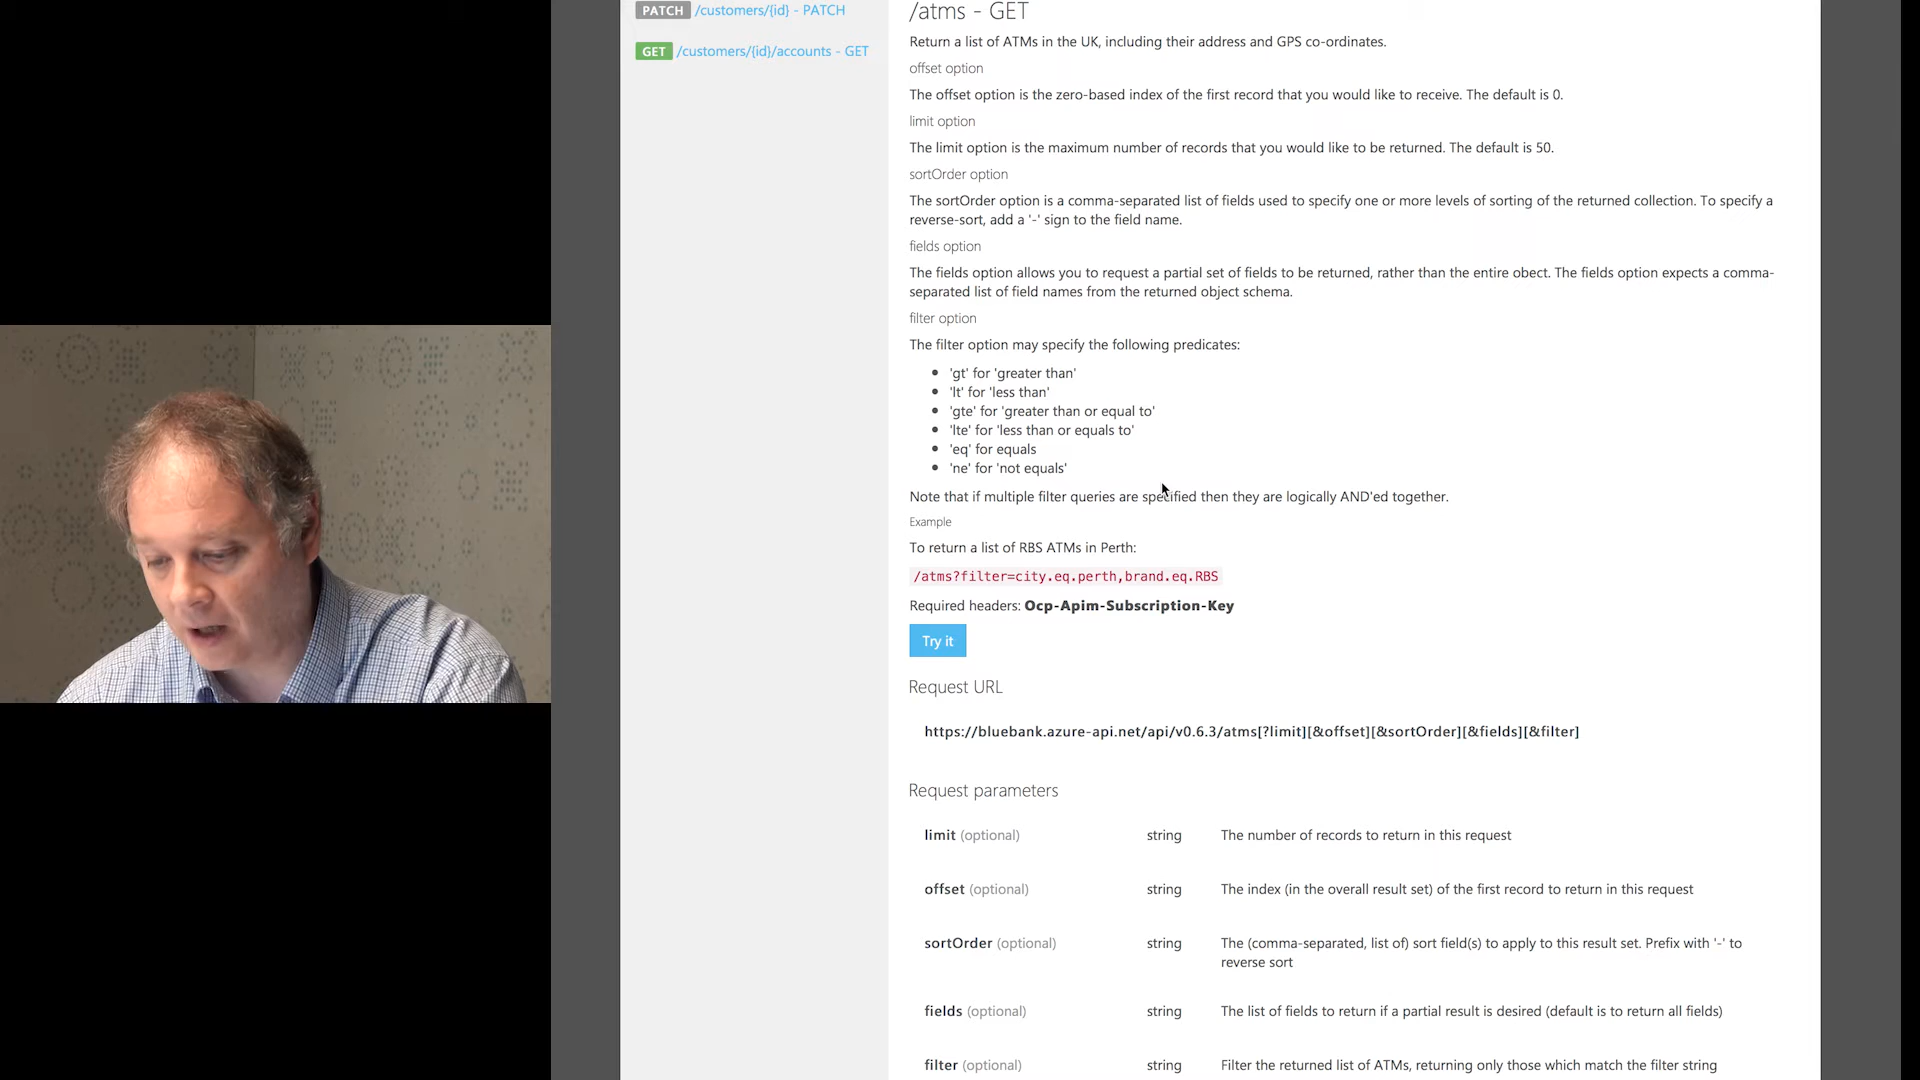 PATCH /customers/{id} - PATCH
GET /customers/{id}/accounts - GET
/atms - GET
Return a list of ATMs in the UK, including their address and GPS co-ordinates.
offset option
The offset option is the zero-based index of the first record that you would like to receive. The default is 0.
limit option
The limit option is the maximum number of records that you would like to be returned. The default is 50.
sortOrder option
The sortOrder option is a comma-separated list of fields used to specify one or more levels of sorting of the returned collection. To specify a
reverse-sort, add a '-' sign to the field name.
fields option
The fields option allows you to request a partial set of fields to be returned, rather than the entire obect. The fields option expects a comma-
separated list of field names from the returned object schema.
filter option
The filter option may specify the following predicates:
'gt' for 'greater than'
'lt' for 'less than'
'gte' for 'greater than or equal to'
'lte' for 'less than or equals to'
'eq' for equals
'ne' for 'not equals'
Note that if multiple filter queries are specified then they are logically AND'ed together.
Example
To return a list of RBS ATMs in Perth:
/atms?filter=city.eq.perth,brand.eq.RBS
Required headers: Ocp-Apim-Subscription-Key
Try it
Request URL
https://bluebank.azure-api.net/api/v0.6.3/atms[?limit][&offset][&sortOrder][&fields][&filter]
Request parameters
limit (optional) string The number of records to return in this request
offset (optional) string The index (in the overall result set) of the first record to return in this request
sortOrder (optional) string The (comma-separated, list of) sort field(s) to apply to this result set. Prefix with '-' to
reverse sort
fields (optional) string The list of fields to return if a partial result is desired (default is to return all fields)
filter (optional) string Filter the returned list of ATMs, returning only those which match the filter string